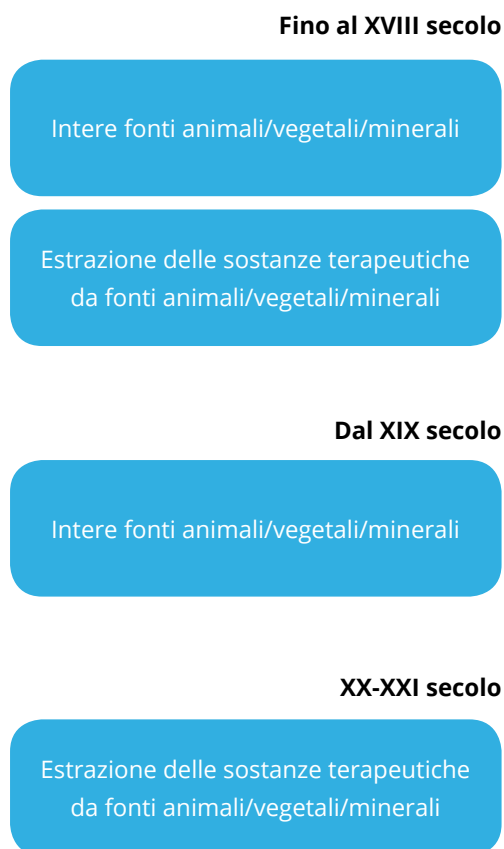 Fino al XVIII secolo
Intere fonti animali/vegetali/minerali
Estrazione delle sostanze terapeutiche
da fonti animali/vegetali/minerali
Dal XIX secolo
Intere fonti animali/vegetali/minerali
XX-XXI secolo
Estrazione delle sostanze terapeutiche
da fonti animali/vegetali/minerali